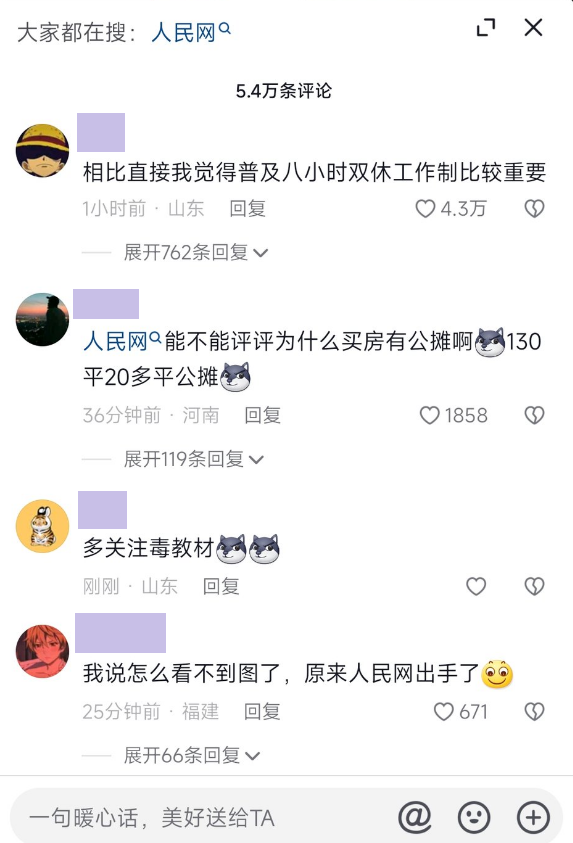 大家都在搜：人民网
5.4万条评论
相比直接我觉得普及八小时双休工作制比较重要
1小时前 · 山东 回复 4.3万
展开762条回复
人民网能不能评评为什么买房有公摊啊130
平20多平公摊
36分钟前 · 河南 回复 1858
展开119条回复
多关注毒教材
刚刚 · 山东 回复
我说怎么看不到图了，原来人民网出手了
25分钟前 · 福建 回复 671
展开66条回复
一句暖心话，美好送给TA